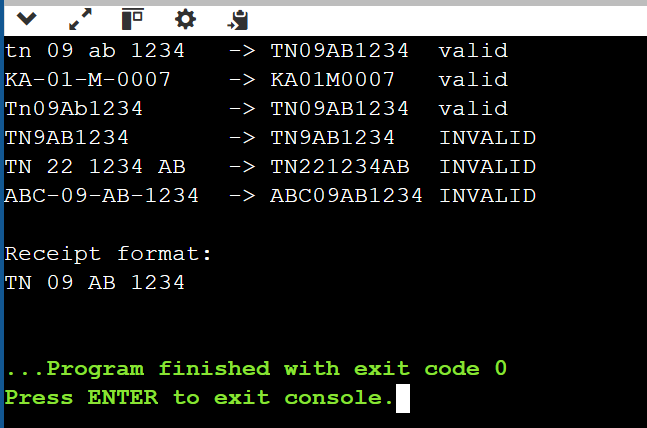 tn 09 ab 1234   -> TN09AB1234  valid
KA-01-M-0007    -> KA01M0007   valid
Tn09Ab1234      -> TN09AB1234  valid
TN9AB1234       -> TN9AB1234   INVALID
TN 22 1234 AB   -> TN221234AB  INVALID
ABC-09-AB-1234  -> ABC09AB1234 INVALID
Receipt format:
TN 09 AB 1234
...Program finished with exit code 0
Press ENTER to exit console.